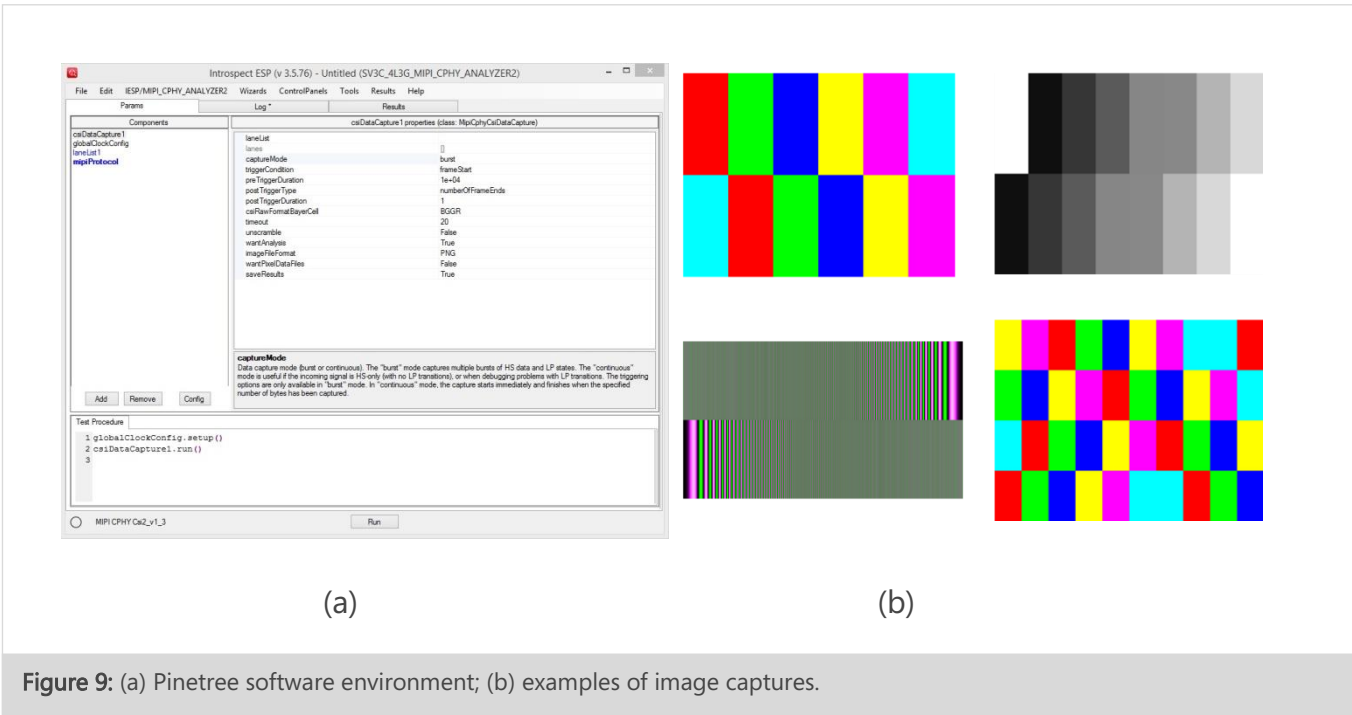 Introspect ESP (v 3.5.76) - Untitled (SV3C_4L3G_MIPI_CPHY_ANALYZER2)
File Edit IESP/MIPI_CPHY_ANALYZER2 Wizards ControlPanels Tools Results Help
Params Log * Results
Components
csiDataCapture1
globalClockConfig
laneList1
mipiProtocol
csiDataCapture1 properties (class: MipiCphyCsiDataCapture)
laneList
lanes []
captureMode burst
triggerCondition frameStart
preTriggerDuration 1e+04
postTriggerType numberOfFrameEnds
postTriggerDuration 1
csiRawFormatBayerCell BGGR
timeout 20
unscramble False
wantAnalysis True
imageFileFormat PNG
wantPixelDataFiles False
saveResults True
captureMode
Data capture mode (burst or continuous). The "burst" mode captures multiple bursts of HS data and LP states. The "continuous"
mode is useful if the incoming signal is HS-only (with no LP transitions), or when debugging problems with LP transitions. The triggering
options are only available in "burst" mode. In "continuous" mode, the capture starts immediately and finishes when the specified
number of bytes has been captured.
Add Remove Config
Test Procedure
1 globalClockConfig.setup()
2 csiDataCapture1.run()
3
MIPI CPHY Csi2_v1_3 Run
(a) (b)
Figure 9: (a) Pinetree software environment; (b) examples of image captures.